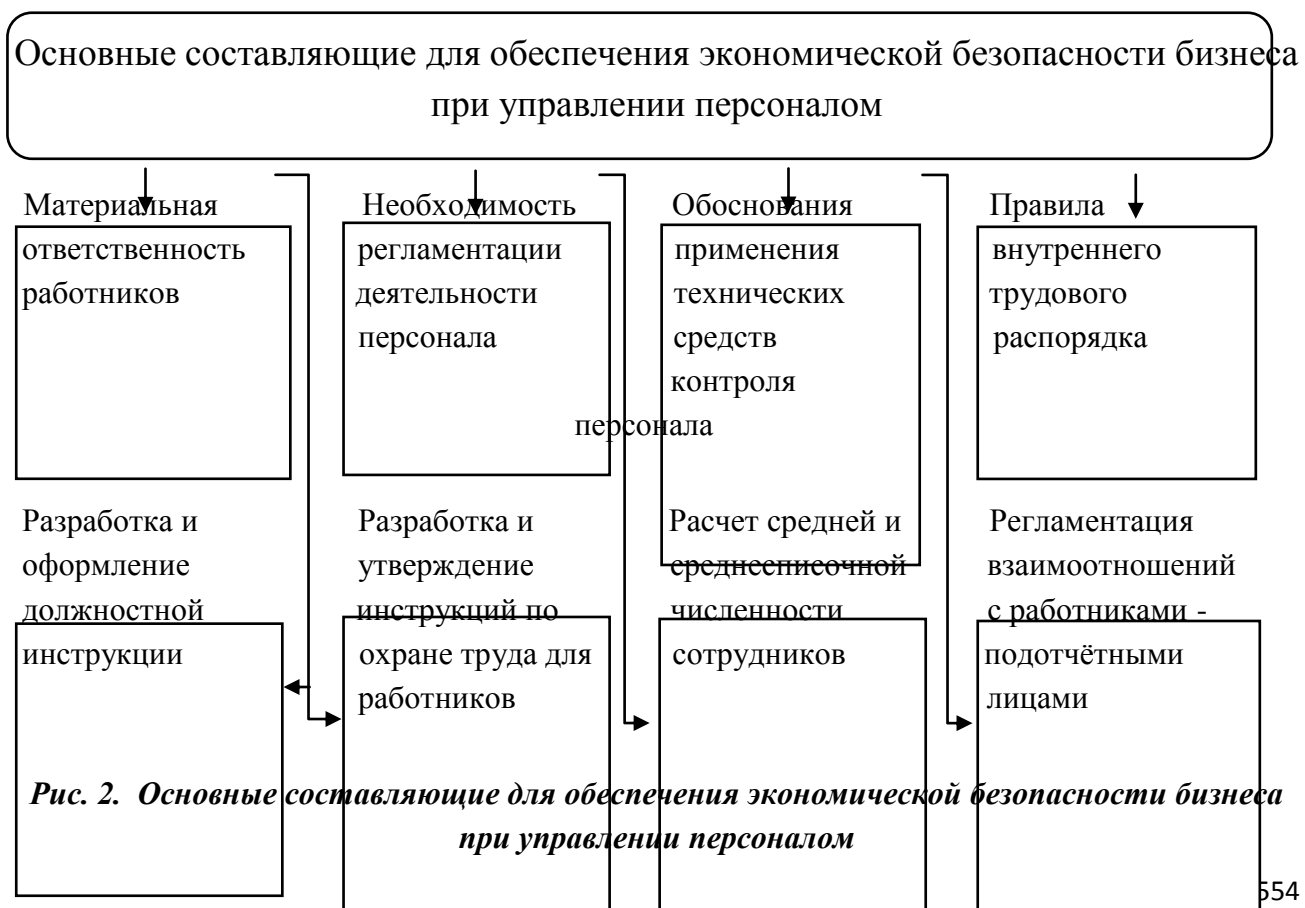 Основные составляющие для обеспечения экономической безопасности бизнеса
при управлении персоналом
Материальная
ответственность
работников
Необходимость
регламентации
деятельности
персонала
Обоснования
применения
технических
средств
контроля
персонала
Правила
внутреннего
трудового
распорядка
Разработка и
оформление
должностной
инструкции
Разработка и
утверждение
инструкций по
охране труда для
работников
Расчет средней и
среднесписочной
численности
сотрудников
Регламентация
взаимоотношений
с работниками -
подотчётными
лицами
Рис. 2. Основные составляющие для обеспечения экономической безопасности бизнеса
при управлении персоналом
554